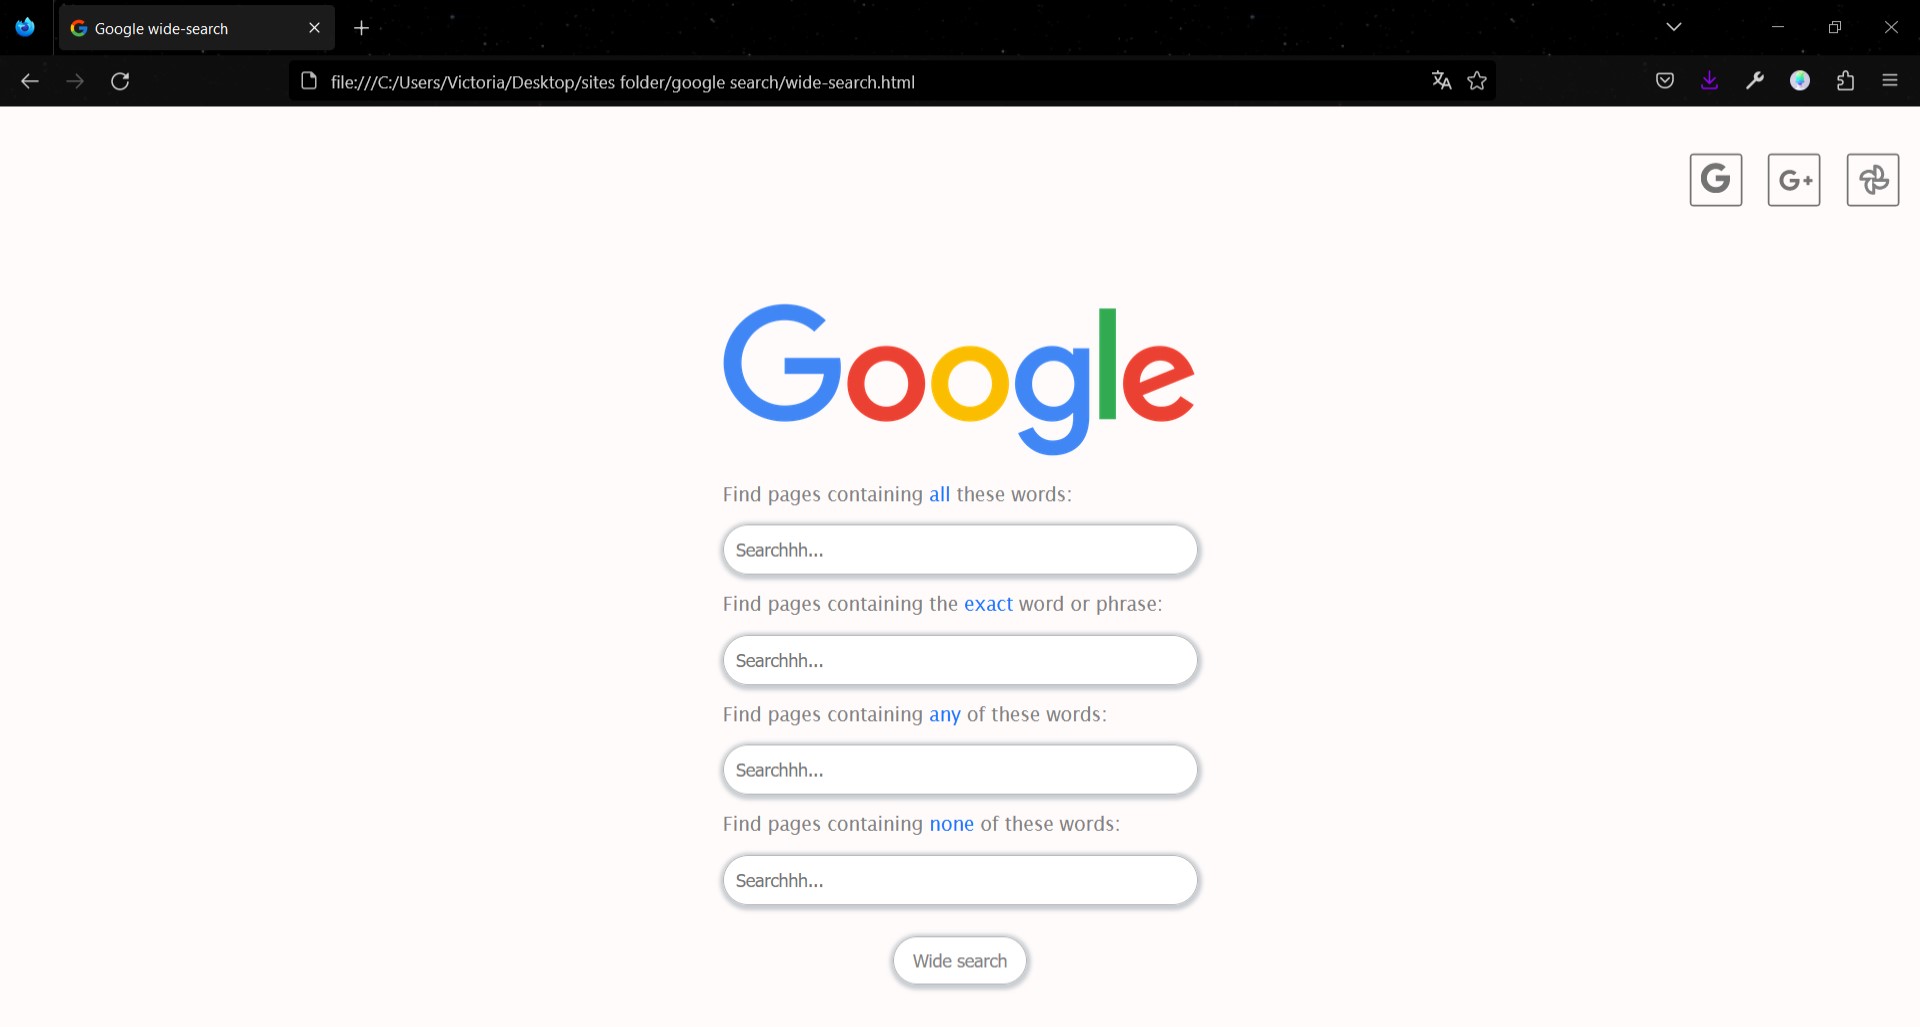 Google wide-search
file:///C:/Users/Victoria/Desktop/sites folder/google search/wide-search.html
G
G+
Google
Find pages containing all these words:
Searchhh...
Find pages containing the exact word or phrase:
Searchhh...
Find pages containing any of these words:
Searchhh...
Find pages containing none of these words:
Searchhh...
Wide search